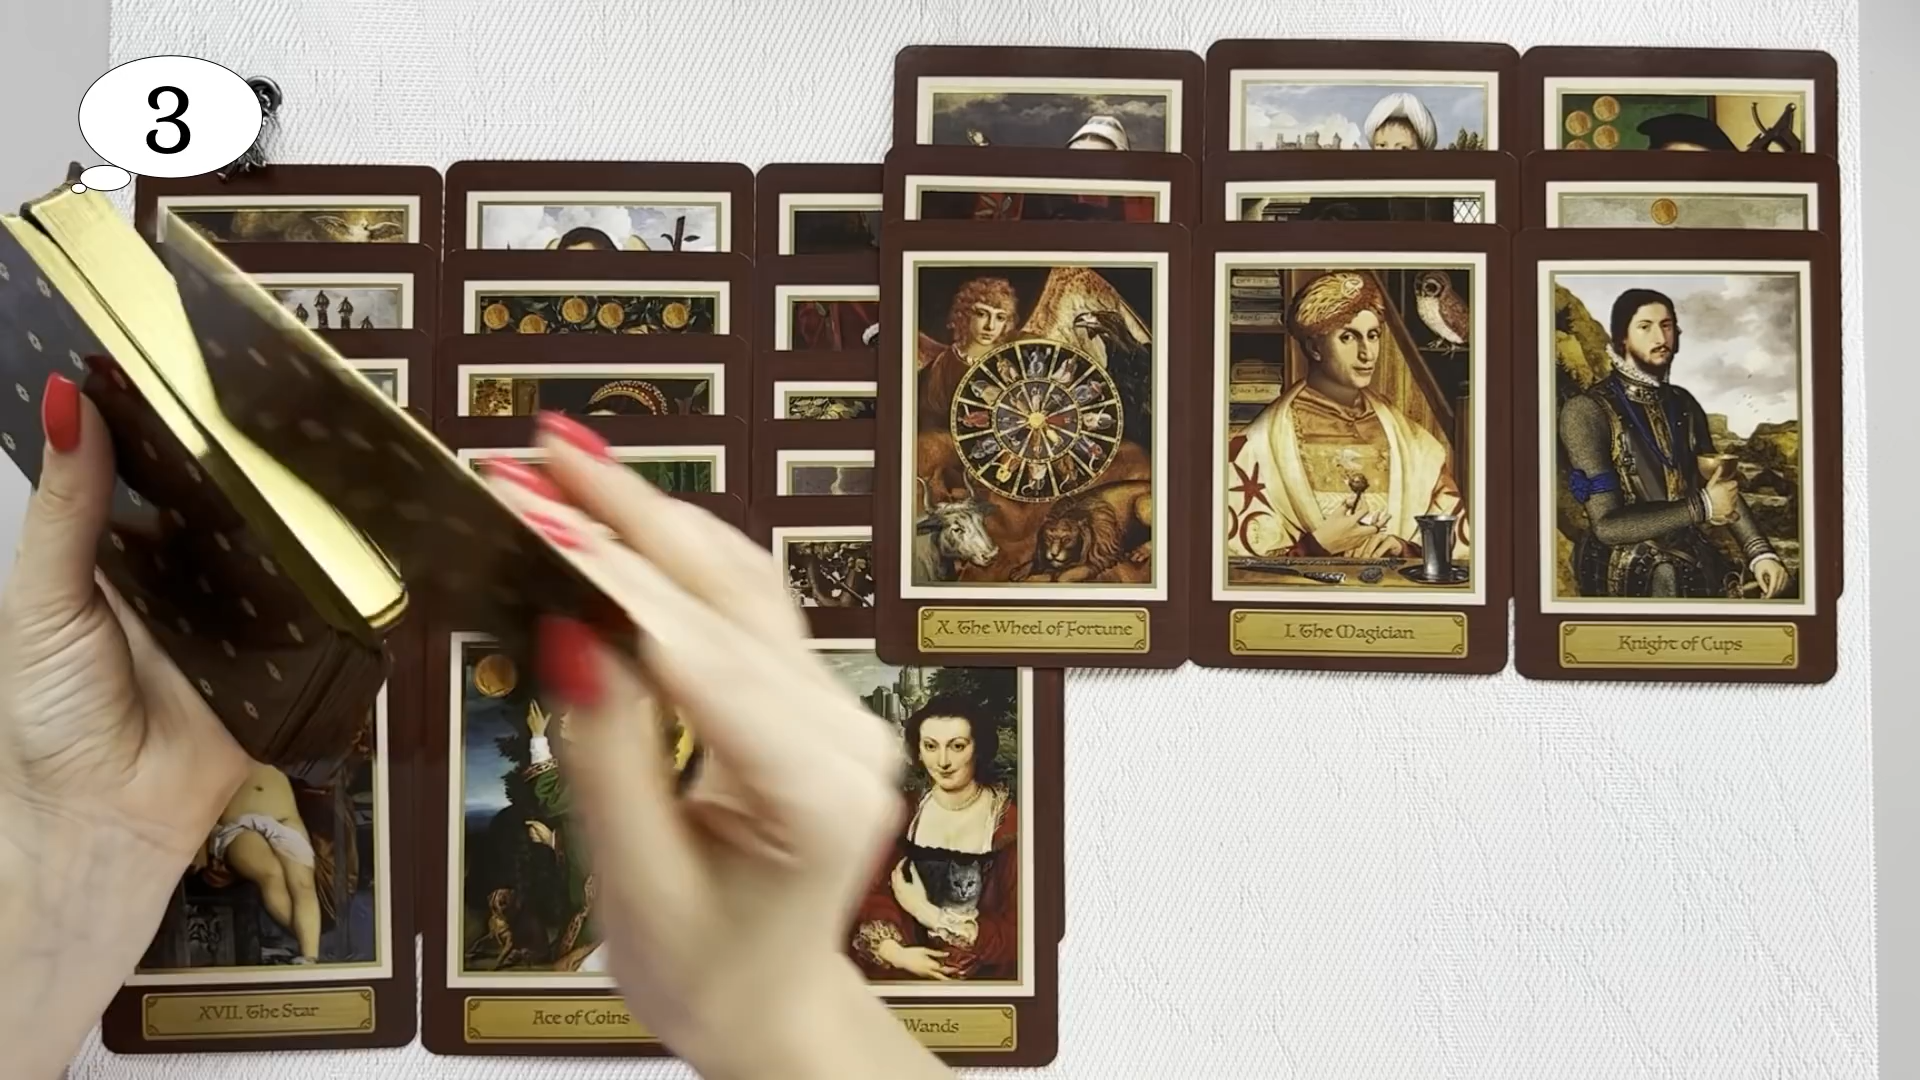 3
X. The Wheel of Fortune
I. The Magician
Knight of Cups
XVII. The Star
Ace of Coins
Wands